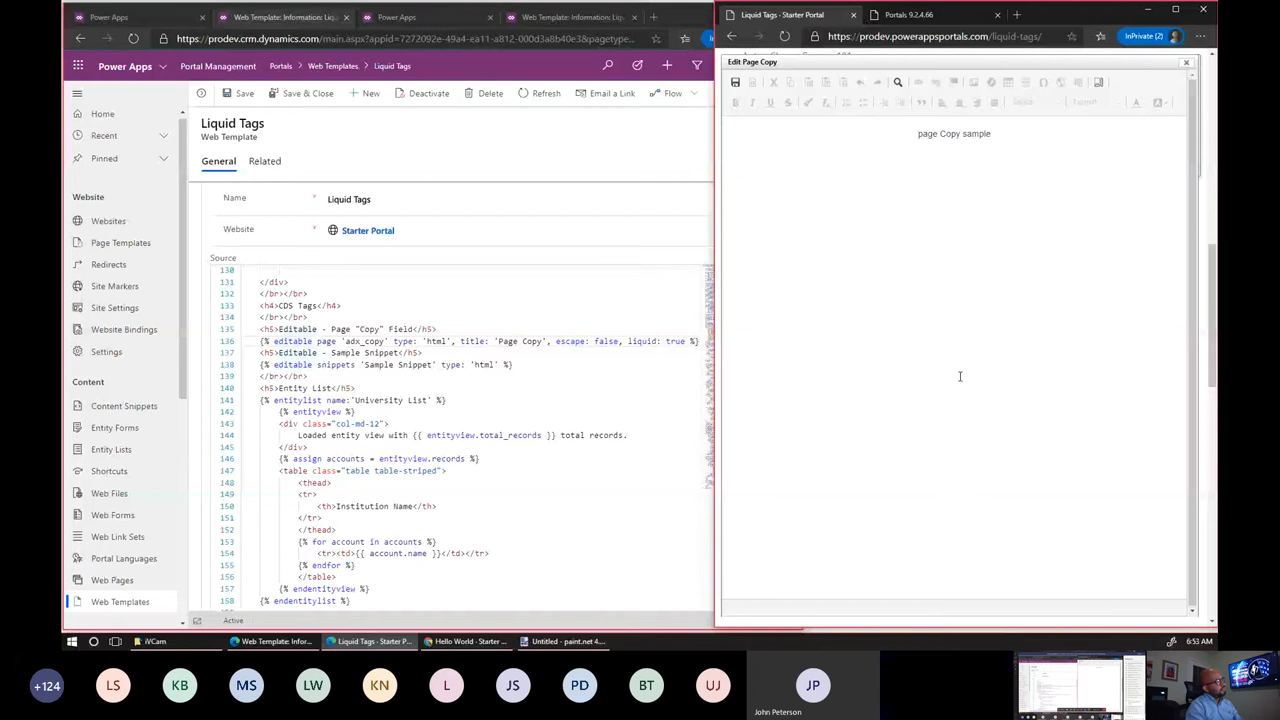 Power Apps
Web Template: Information: Liqu
Power Apps
Web Template: Information: Liq
https://prodev.crm.dynamics.com/main.aspx?appid=7272910a-a811-ea11-a812-000d3a8b40e3&pagetype...
Power Apps
Portal Management
Portals
Web Templates
Liquid Tags
Save
Save & Close
New
Deactivate
Delete
Refresh
Email a Link
Flow
Home
Recent
Pinned
Website
Websites
Page Templates
Redirects
Site Markers
Site Settings
Website Bindings
Settings
Content
Content Snippets
Entity Forms
Entity Lists
Shortcuts
Web Files
Web Forms
Web Link Sets
Portal Languages
Web Pages
Web Templates
Liquid Tags
Web Template
General
Related
Name * Liquid Tags
Website * Starter Portal
Source
130
131 </div>
132 </br></br>
133 <h4>CDS Tags</h4>
134 </br></br>
135 <h5>Editable - Page "Copy" Field</h5>
136 {% editable page 'adx_copy' type: 'html', title: 'Page Copy', escape: false, liquid: true %}
137 <h5>Editable - Sample Snippet</h5>
138 {% editable snippets 'Sample Snippet' type: 'html' %}
139 </br></br>
140 <h5>Entity List</h5>
141 {% entitylist name:'University List' %}
142 {% entityview %}
143 <div class="col-md-12">
144 Loaded entity view with {{ entityview.total_records }} total records.
145 </div>
146 {% assign accounts = entityview.records %}
147 <table class="table table-striped">
148 <thead>
149 <tr>
150 <th>Institution Name</th>
151 </tr>
152 </thead>
153 {% for account in accounts %}
154 <tr><td>{{ account.name }}</td></tr>
155 {% endfor %}
156 </table>
157 {% endentityview %}
158 {% endentitylist %}
Active
Liquid Tags - Starter Portal
Portals 9.2.4.66
https://prodev.powerappsportals.com/liquid-tags/
InPrivate (2)
Edit Page Copy
page Copy sample
iVCam
Web Template: Infor...
Liquid Tags - Starter P...
Hello World - Starter ...
Untitled - paint.net 4...
6:53 AM
+124
LS
KB
MS
LW
KN
JS
PD
BT
UJ
JP
John Peterson